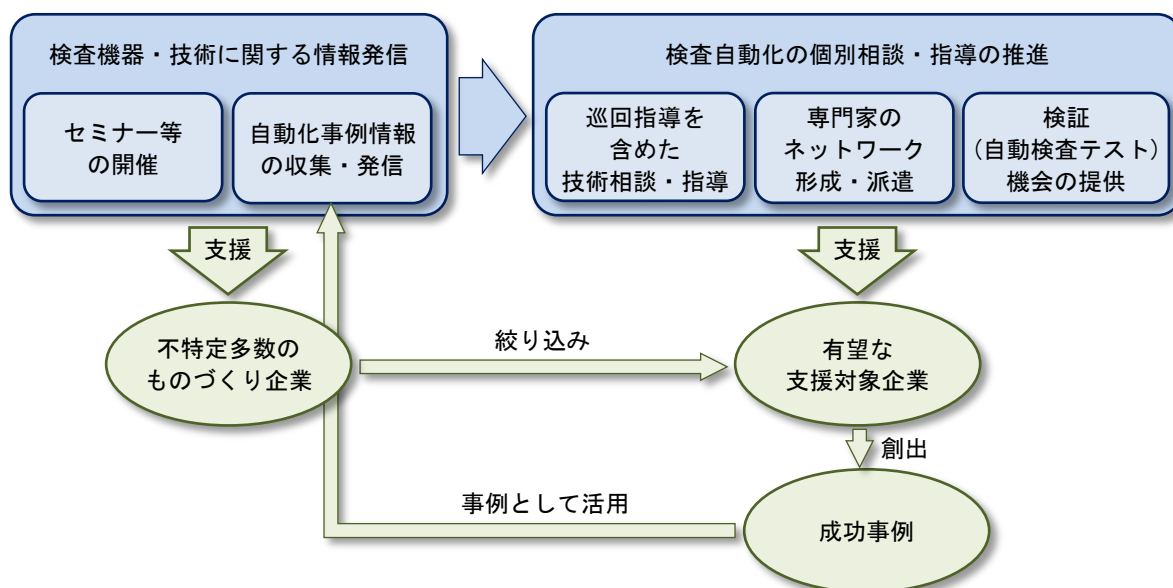 検査機器・技術に関する情報発信
セミナー等
の開催
自動化事例情報
の収集・発信
検査自動化の個別相談・指導の推進
巡回指導を
含めた
技術相談・指導
専門家の
ネットワーク
形成・派遣
検証
(自動検査テスト)
機会の提供
支援
支援
不特定多数の
ものづくり企業
絞り込み
有望な
支援対象企業
創出
事例として活用
成功事例